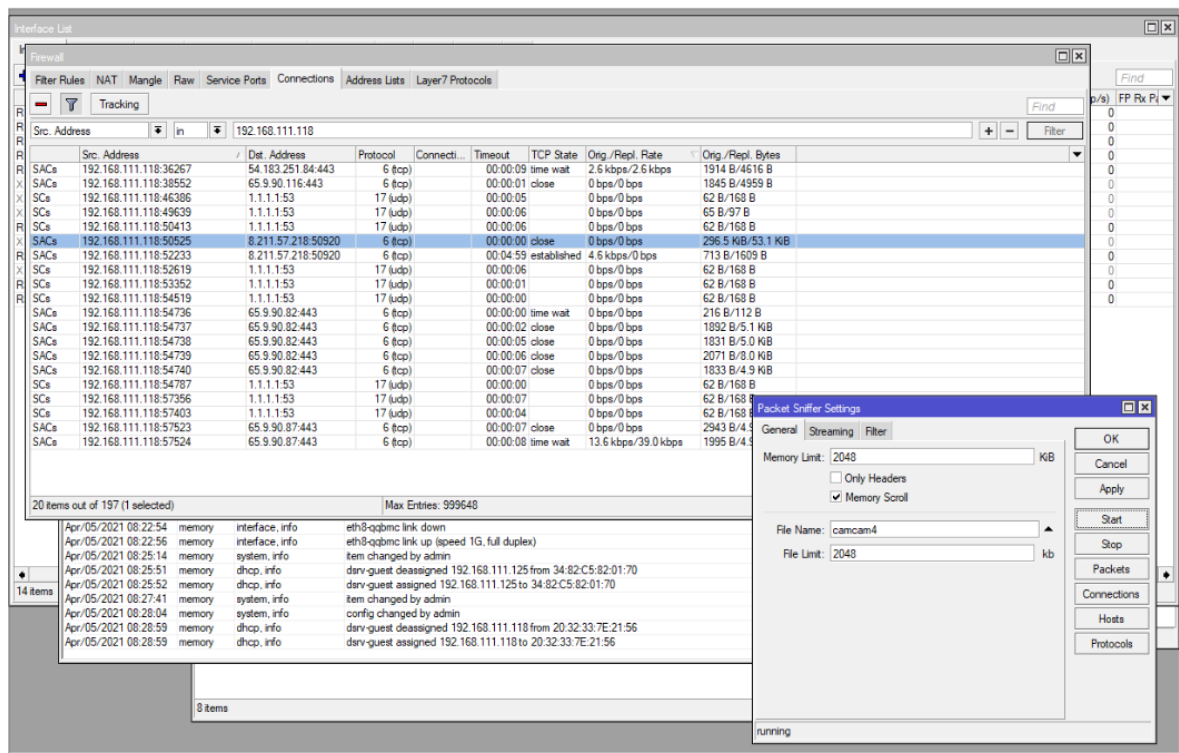 Interface List
Firewall
Filter Rules NAT Mangle Raw Service Ports Connections Address Lists Layer7 Protocols
Find
Tracking
Find
p/s) FP Rx
Src. Address in 192.168.111.118 Filter
Src. Address Dst. Address Protocol Connecti... Timeout TCP State Orig./Repl. Rate Orig./Repl. Bytes
SACs 192.168.111.118:36267 54.183.251.84:443 6 (tcp) 00:00:09 time wait 2.6 kbps/2.6 kbps 1914 B/4616 B
SACs 192.168.111.118:38552 65.9.90.116:443 6 (tcp) 00:00:01 close 0 bps/0 bps 1845 B/4959 B
SCs 192.168.111.118:46386 1.1.1.1:53 17 (udp) 00:00:05 0 bps/0 bps 62 B/168 B
SCs 192.168.111.118:49639 1.1.1.1:53 17 (udp) 00:00:06 0 bps/0 bps 65 B/97 B
SCs 192.168.111.118:50413 1.1.1.1:53 17 (udp) 00:00:06 0 bps/0 bps 62 B/168 B
SACs 192.168.111.118:50525 8.211.57.218:50920 6 (tcp) 00:00:00 close 0 bps/0 bps 296.5 KiB/53.1 KiB
SACs 192.168.111.118:52233 8.211.57.218:50920 6 (tcp) 00:04:59 established 4.6 kbps/0 bps 713 B/1609 B
SCs 192.168.111.118:52619 1.1.1.1:53 17 (udp) 00:00:06 0 bps/0 bps 62 B/168 B
SCs 192.168.111.118:53352 1.1.1.1:53 17 (udp) 00:00:01 0 bps/0 bps 62 B/168 B
SCs 192.168.111.118:54519 1.1.1.1:53 17 (udp) 00:00:00 0 bps/0 bps 62 B/168 B
SACs 192.168.111.118:54736 65.9.90.82:443 6 (tcp) 00:00:00 time wait 0 bps/0 bps 216 B/112 B
SACs 192.168.111.118:54737 65.9.90.82:443 6 (tcp) 00:00:02 close 0 bps/0 bps 1892 B/5.1 KiB
SACs 192.168.111.118:54738 65.9.90.82:443 6 (tcp) 00:00:05 close 0 bps/0 bps 1831 B/5.0 KiB
SACs 192.168.111.118:54739 65.9.90.82:443 6 (tcp) 00:00:06 close 0 bps/0 bps 2071 B/8.0 KiB
SACs 192.168.111.118:54740 65.9.90.82:443 6 (tcp) 00:00:07 close 0 bps/0 bps 1833 B/4.9 KiB
SCs 192.168.111.118:54787 1.1.1.1:53 17 (udp) 00:00:00 0 bps/0 bps 62 B/168 B
SCs 192.168.111.118:57356 1.1.1.1:53 17 (udp) 00:00:07 0 bps/0 bps 62 B/168
SCs 192.168.111.118:57403 1.1.1.1:53 17 (udp) 00:00:04 0 bps/0 bps 62 B/168
SACs 192.168.111.118:57523 65.9.90.87:443 6 (tcp) 00:00:07 close 0 bps/0 bps 2943 B/4.9
SACs 192.168.111.118:57524 65.9.90.87:443 6 (tcp) 00:00:08 time wait 13.6 kbps/39.0 kbps 1995 B/4.9
20 items out of 197 (1 selected) Max Entries: 999648
Apr/05/2021 08:22:54 memory interface, info eth8-qqbmc link down
Apr/05/2021 08:22:56 memory interface, info eth8-qqbmc link up (speed 1G, full duplex)
Apr/05/2021 08:25:14 memory system, info item changed by admin
Apr/05/2021 08:25:51 memory dhcp, info dsrv-guest deassigned 192.168.111.125 from 34:82:C5:82:01:70
Apr/05/2021 08:25:52 memory dhcp, info dsrv-guest assigned 192.168.111.125 to 34:82:C5:82:01:70
Apr/05/2021 08:27:41 memory system, info item changed by admin
Apr/05/2021 08:28:04 memory system, info config changed by admin
Apr/05/2021 08:28:59 memory dhcp, info dsrv-guest deassigned 192.168.111.118 from 20:32:33:7E:21:56
Apr/05/2021 08:28:59 memory dhcp, info dsrv-guest assigned 192.168.111.118 to 20:32:33:7E:21:56
14 items
8 items
Packet Sniffer Settings
General Streaming Filter
Memory Limit: 2048 KiB
Only Headers
Memory Scroll
File Name: camcam4
File Limit: 2048 kb
OK
Cancel
Apply
Start
Stop
Packets
Connections
Hosts
Protocols
running